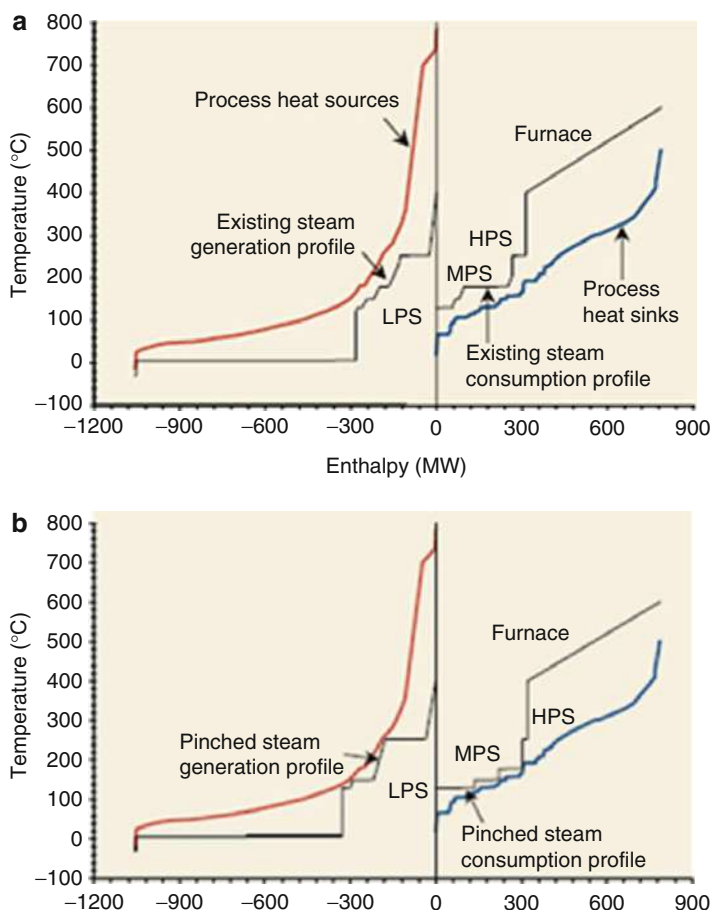 a
800
700
600
500
400
300
200
100
0
−100
Temperature (°C)
Process heat sources
Existing steam
generation profile
LPS
MPS
HPS
Furnace
Process
heat sinks
Existing steam
consumption profile
−1200 −900 −600 −300 0 300 600 900
Enthalpy (MW)
b
800
700
600
500
400
300
200
100
0
−100
Temperature (°C)
Pinched steam
generation profile
LPS
MPS
HPS
Furnace
Pinched steam
consumption profile
−1200 −900 −600 −300 0 300 600 900